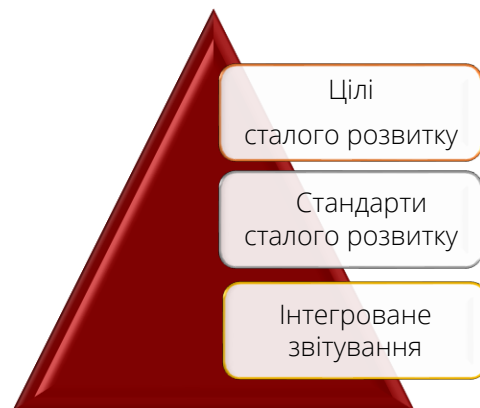 Цілі
сталого розвитку
Стандарти
сталого розвитку
Інтегроване
звітування